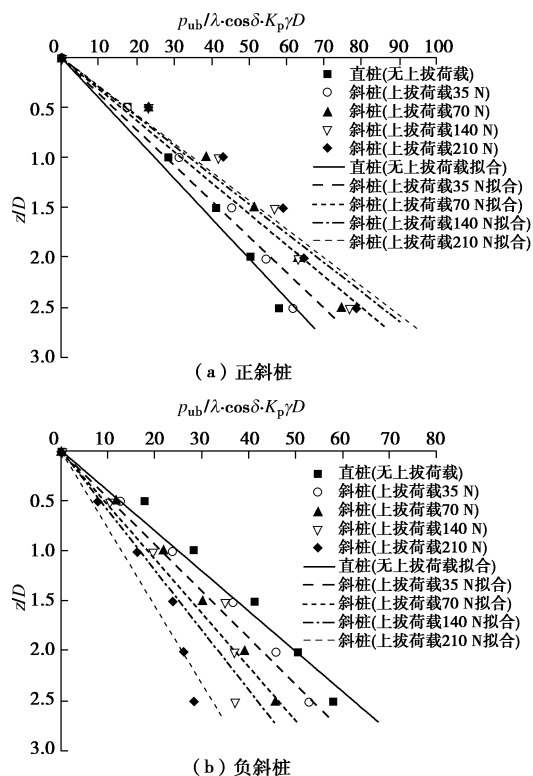 p_ub/λ·cosδ·K_pγD
0 10 20 30 40 50 60 70 80 90 100
0.5
1.0
1.5
2.0
2.5
3.0
z/D
直桩(无上拔荷载)
斜桩(上拔荷载35 N)
斜桩(上拔荷载70 N)
斜桩(上拔荷载140 N)
斜桩(上拔荷载210 N)
直桩(无上拔荷载拟合)
斜桩(上拔荷载35 N拟合)
斜桩(上拔荷载70 N拟合)
斜桩(上拔荷载140 N拟合)
斜桩(上拔荷载210 N拟合)
(a)正斜桩
p_ub/λ·cosδ·K_pγD
0 10 20 30 40 50 60 70 80
0.5
1.0
1.5
2.0
2.5
3.0
z/D
直桩(无上拔荷载)
斜桩(上拔荷载35 N)
斜桩(上拔荷载70 N)
斜桩(上拔荷载140 N)
斜桩(上拔荷载210 N)
直桩(无上拔荷载拟合)
斜桩(上拔荷载35 N拟合)
斜桩(上拔荷载70 N拟合)
斜桩(上拔荷载140 N拟合)
斜桩(上拔荷载210 N拟合)
(b)负斜桩